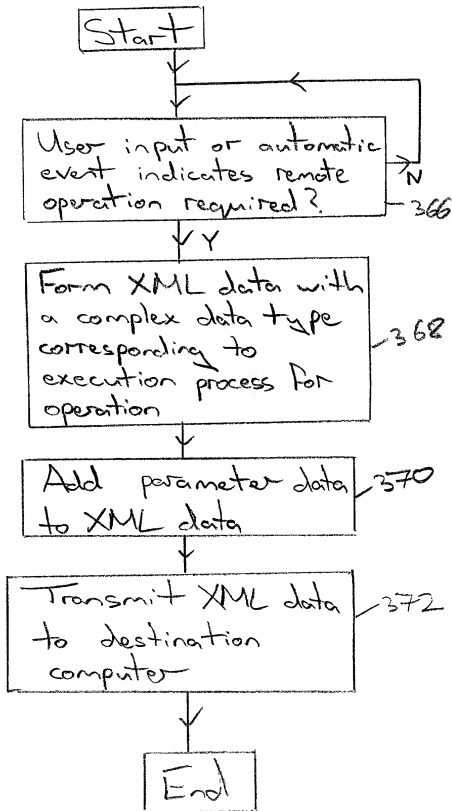 Start
User input or automatic
event indicates remote
operation required?
N
366
Y
Form XML data with
a complex data type
corresponding to
execution process for
operation
368
Add parameter data
to XML data
370
Transmit XML data
to destination
computer
372
End